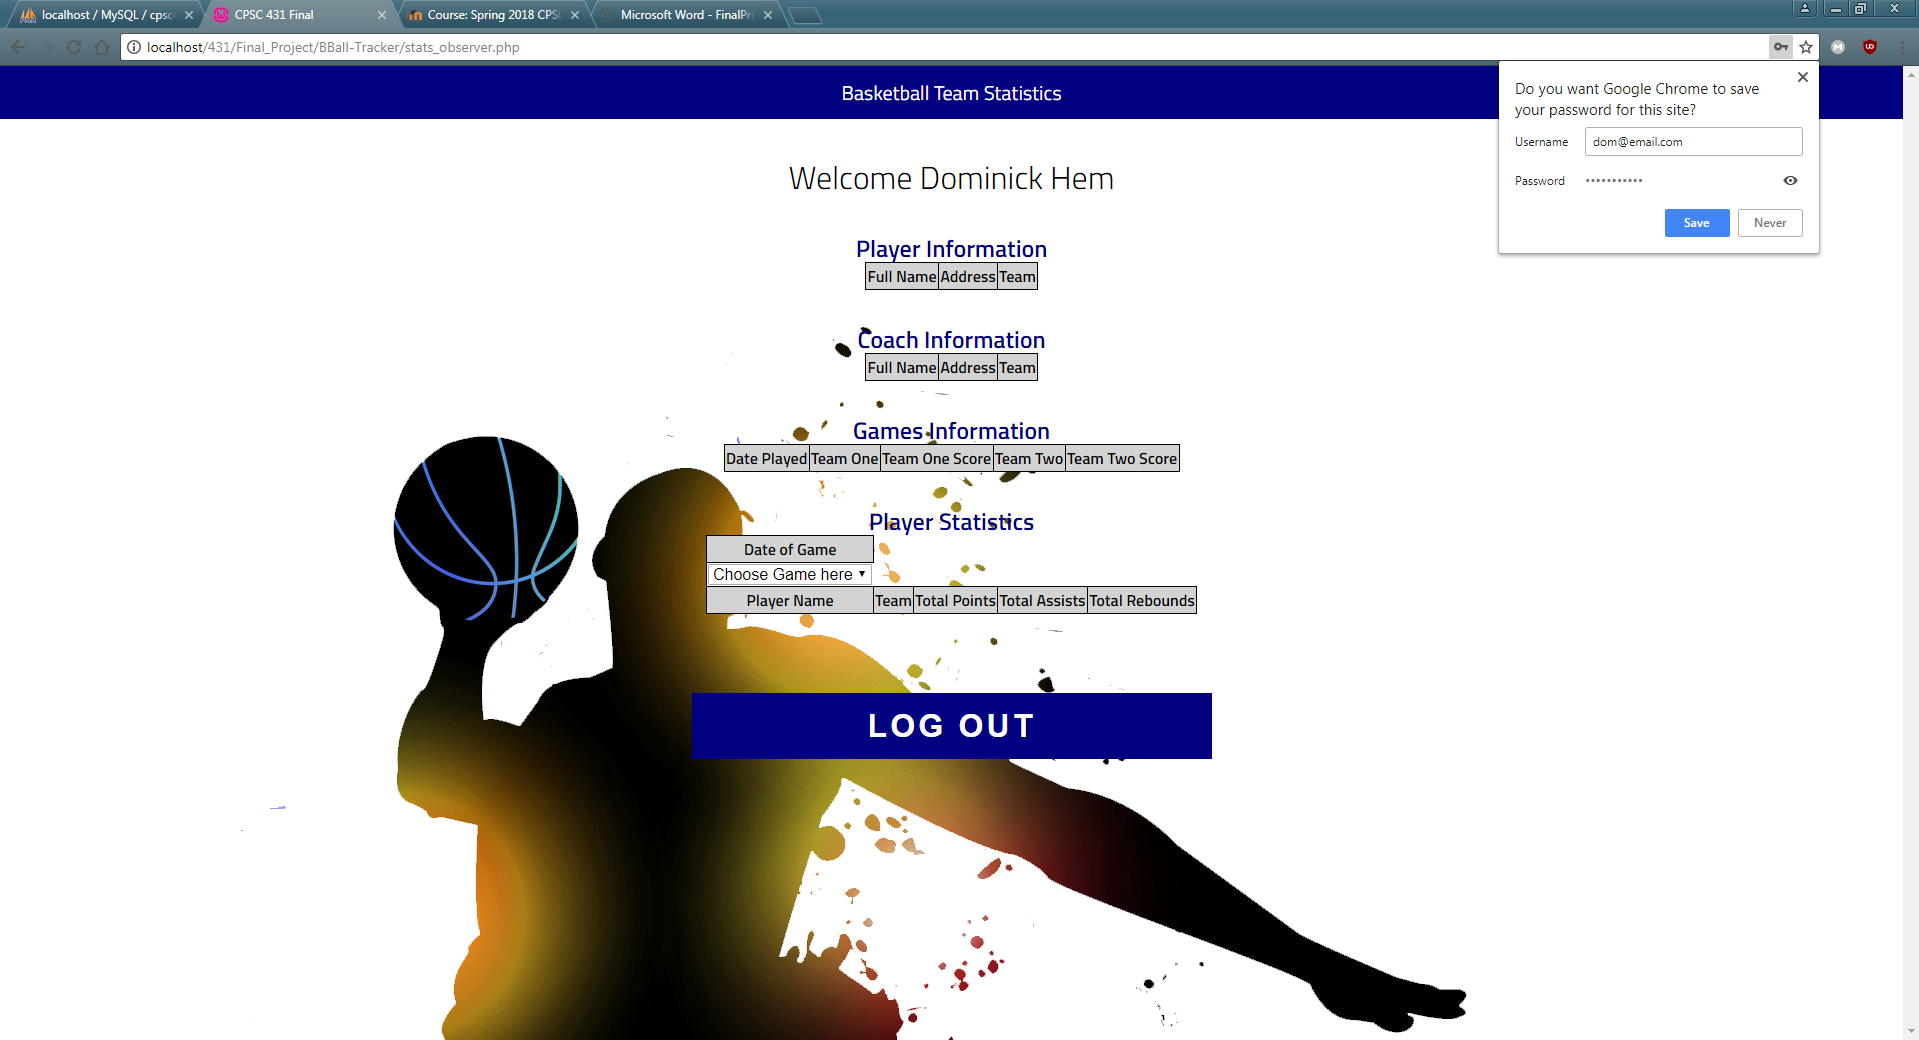 localhost / MySQL / cpsc-
CPSC 431 Final
Course: Spring 2018 CPSC
Microsoft Word - FinalPro
localhost/431/Final_Project/BBall-Tracker/stats_observer.php
Basketball Team Statistics
Do you want Google Chrome to save
your password for this site?
Username dom@email.com
Password •••••••••••
Save Never
Welcome Dominick Hem
Player Information
Full Name Address Team
Coach Information
Full Name Address Team
Games Information
Date Played Team One Team One Score Team Two Team Two Score
Player Statistics
Date of Game
Choose Game here
Player Name Team Total Points Total Assists Total Rebounds
LOG OUT